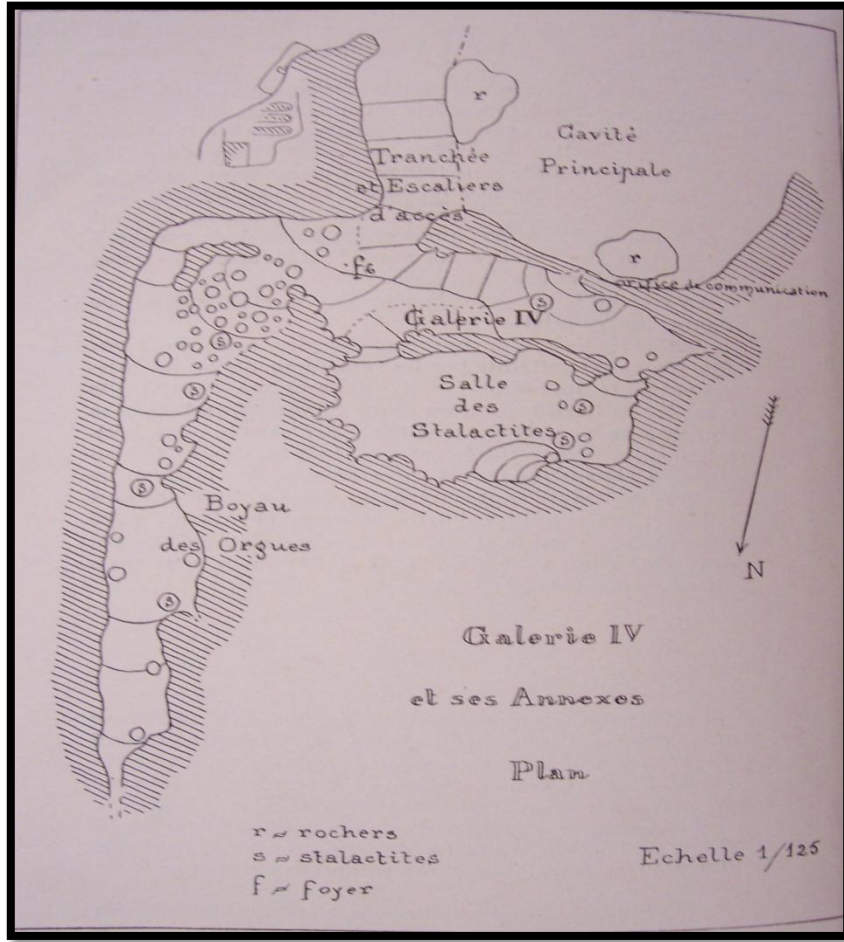 r
Cavité
Principale
Tranchée
et Escaliers
d'accès
r
orifice de communication
.f6
s
Galerie IV
s
s
Salle
des
Stalactites
s
s
s
Boyau
des Orgues
s
N
Galerie IV
et ses Annexes
Plan
r = rochers
s = stalactites
f = foyer
Echelle 1/125